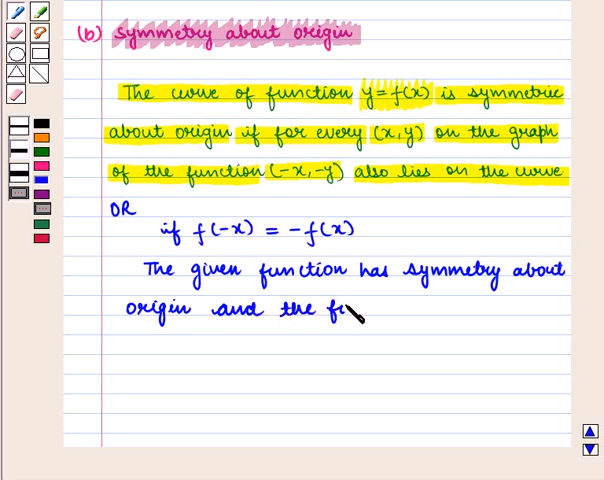 (b) Symmetry about origin
The curve of function y = f(x) is symmetric
about origin if for every (x, y) on the graph
of the function (-x, -y) also lies on the curve
OR
if f(-x) = -f(x)
The given function has symmetry about
origin and the